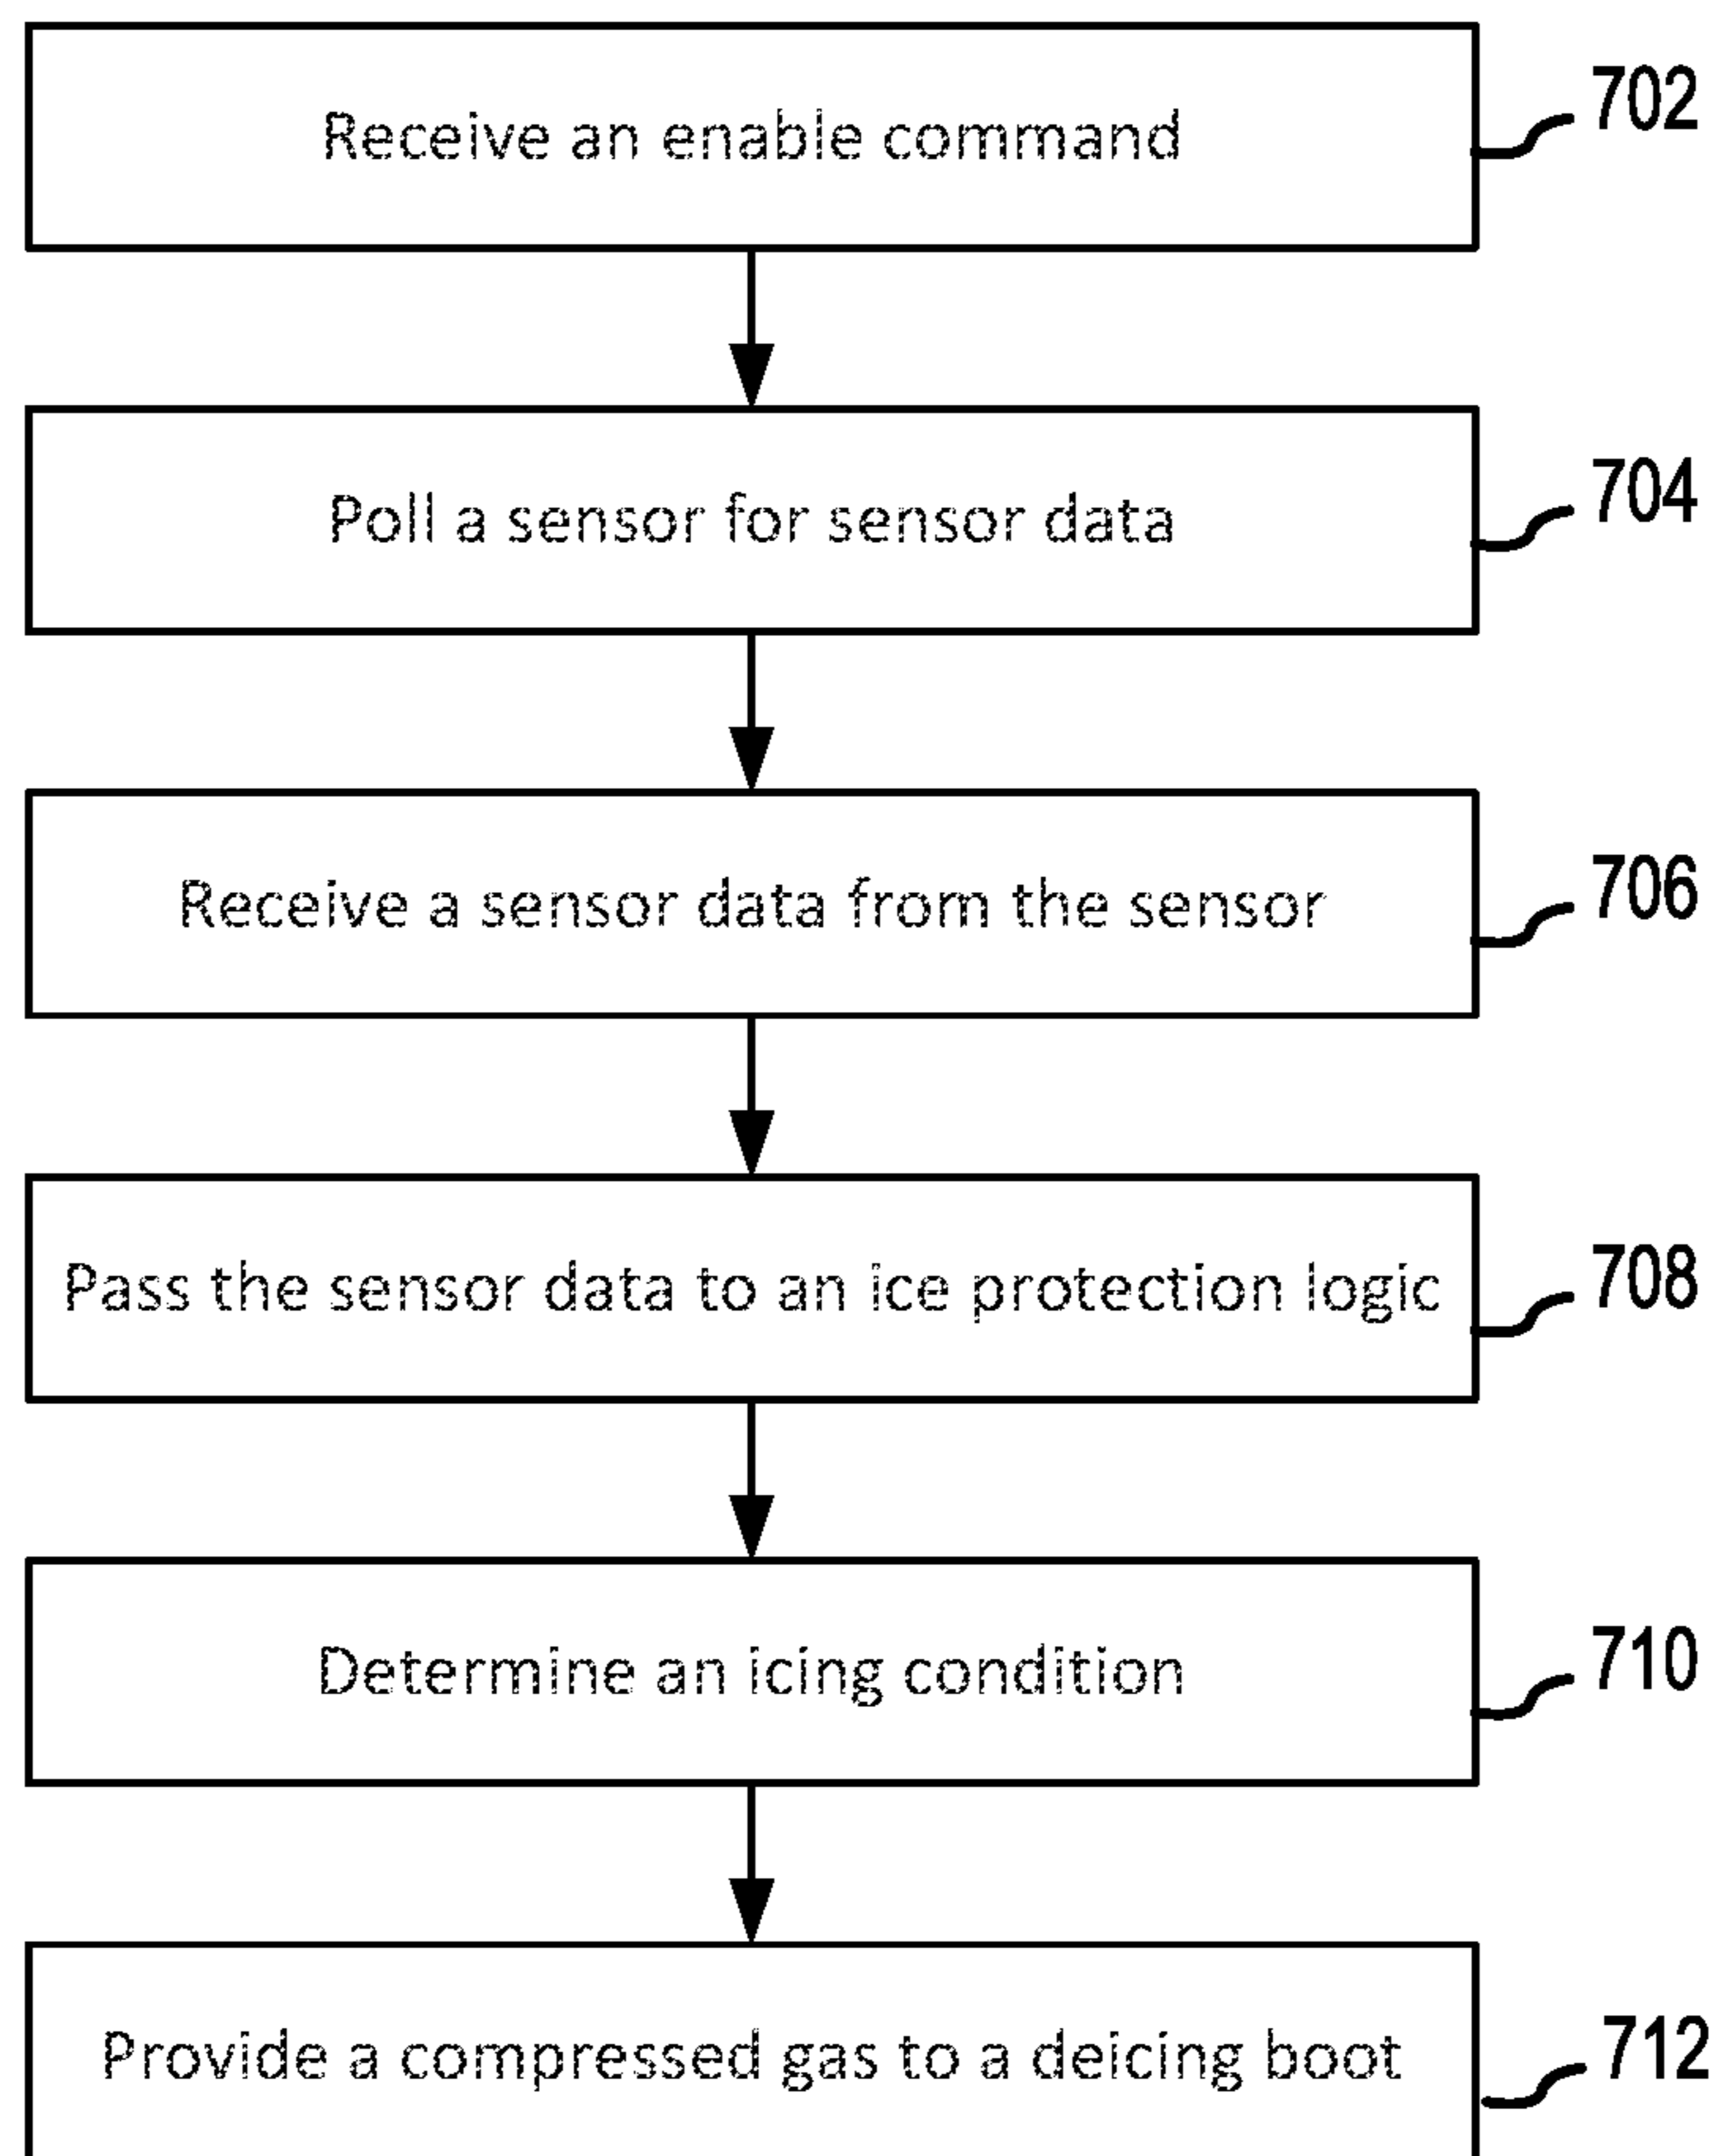 Receive an enable command
702
Poll a sensor for sensor data
704
Receive a sensor data from the sensor
706
Pass the sensor data to an ice protection logic
708
Determine an icing condition
710
Provide a compressed gas to a deicing boot
712